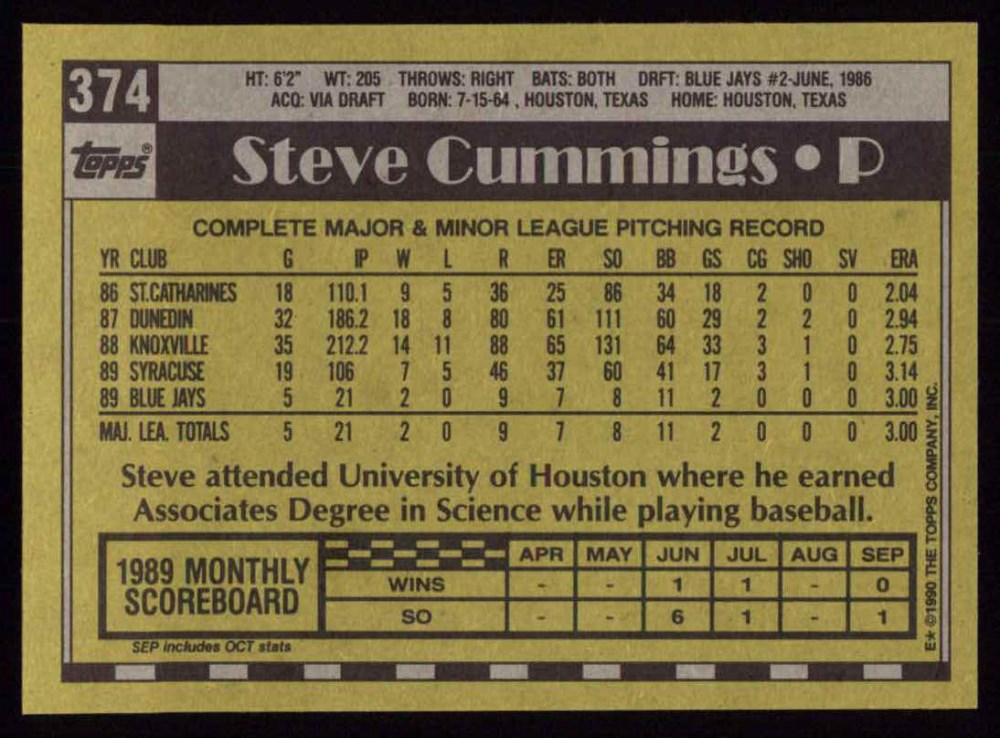 374
HT: 6'2" WT: 205 THROWS: RIGHT BATS: BOTH DRFT: BLUE JAYS #2-JUNE, 1986
ACQ: VIA DRAFT BORN: 7-15-64 , HOUSTON, TEXAS HOME: HOUSTON, TEXAS
topps®
Steve Cummings • P
COMPLETE MAJOR & MINOR LEAGUE PITCHING RECORD
YR CLUB G IP W L R ER SO BB GS CG SHO SV ERA
86 ST.CATHARINES 18 110.1 9 5 36 25 86 34 18 2 0 0 2.04
87 DUNEDIN 32 186.2 18 8 80 61 111 60 29 2 2 0 2.94
88 KNOXVILLE 35 212.2 14 11 88 65 131 64 33 3 1 0 2.75
89 SYRACUSE 19 106 7 5 46 37 60 41 17 3 1 0 3.14
89 BLUE JAYS 5 21 2 0 9 7 8 11 2 0 0 0 3.00
MAJ. LEA. TOTALS 5 21 2 0 9 7 8 11 2 0 0 0 3.00
Steve attended University of Houston where he earned
Associates Degree in Science while playing baseball.
1989 MONTHLY
SCOREBOARD
APR MAY JUN JUL AUG SEP
WINS - - 1 1 - 0
SO - - 6 1 - 1
SEP includes OCT stats
E* ©1990 THE TOPPS COMPANY, INC.